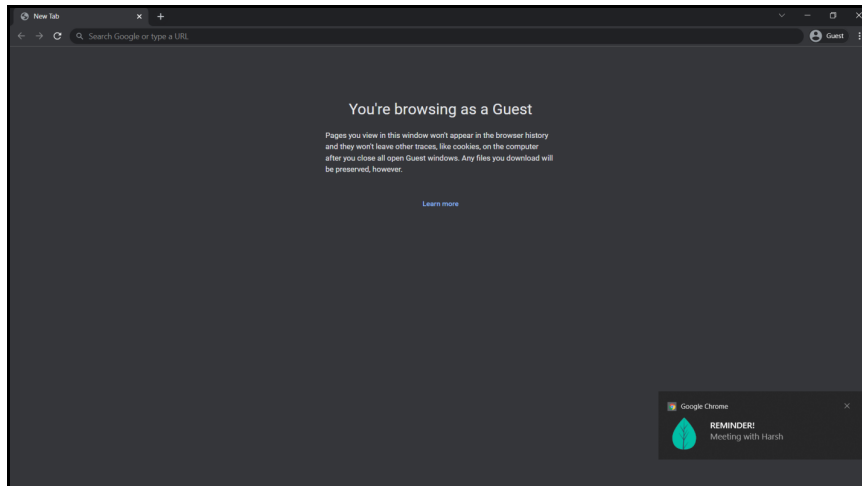 New Tab
Search Google or type a URL
Guest
You're browsing as a Guest
Pages you view in this window won't appear in the browser history
and they won't leave other traces, like cookies, on the computer
after you close all open Guest windows. Any files you download will
be preserved, however.
Learn more
Google Chrome
REMINDER!
Meeting with Harsh